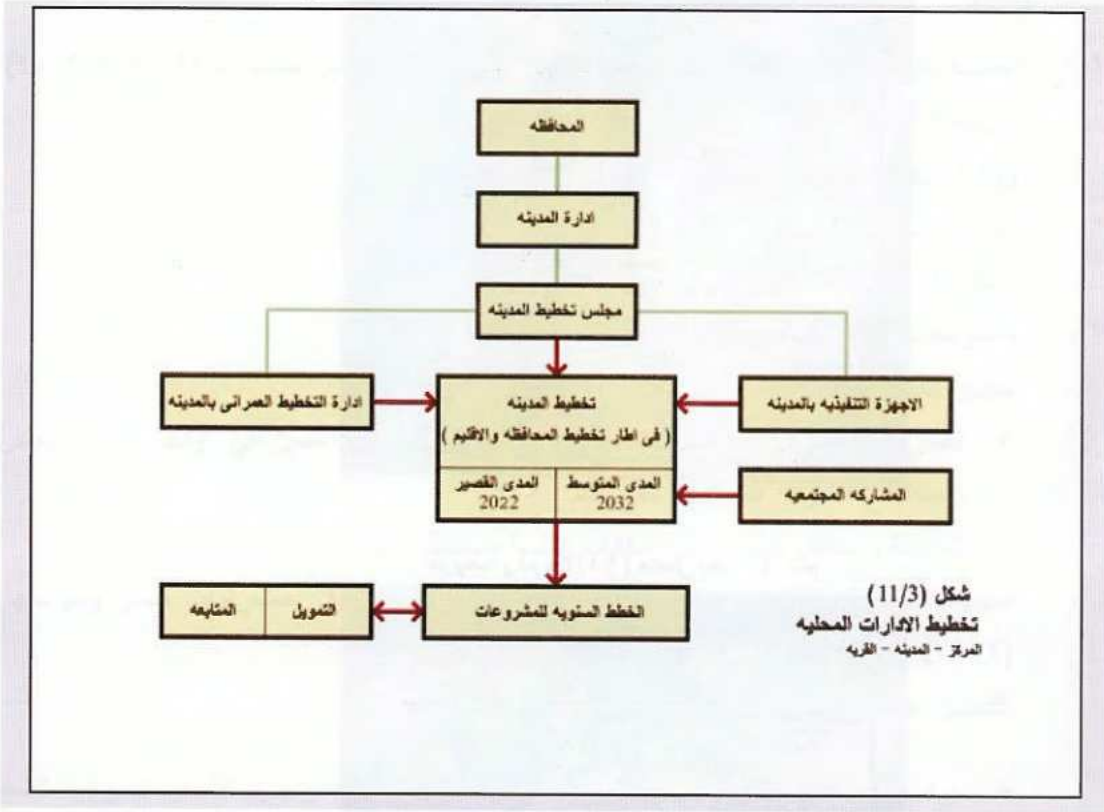 المحافظه
ادارة المدينه
مجلس تخطيط المدينه
الاجهزة التنفيذيه بالمدينه
تخطيط المدينه
( فى اطار تخطيط المحافظه والاقليم )
ادارة التخطيط العمرانى بالمدينه
المدى المتوسط
2032
المدى القصير
2022
المشاركه المجتمعيه
الخطط السنويه للمشروعات
التمويل
المتابعه
شكل (11/3)
تخطيط الادارات المحليه
المركز - المدينه - القريه